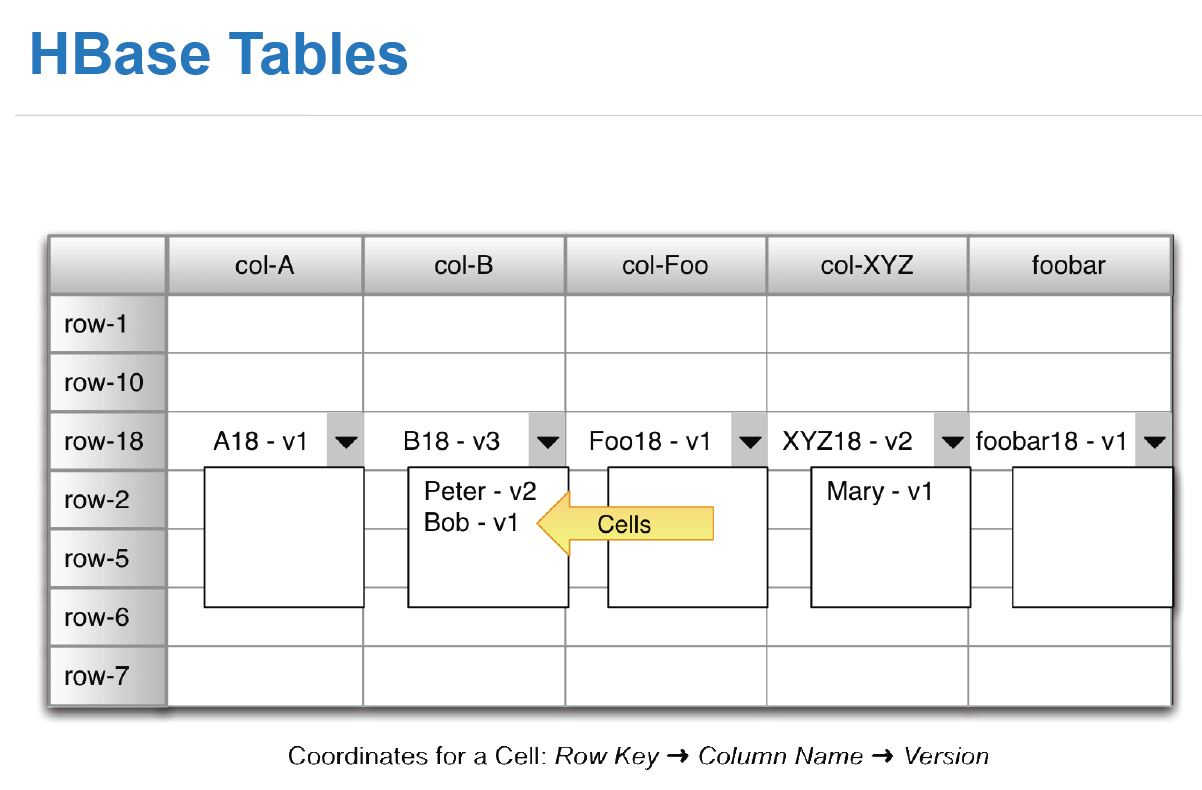 HBase Tables
col-A col-B col-Foo col-XYZ foobar
row-1
row-10
row-18 A18 - v1 B18 - v3 Foo18 - v1 XYZ18 - v2 foobar18 - v1
row-2 Peter - v2 Mary - v1
Bob - v1 Cells
row-5
row-6
row-7
Coordinates for a Cell: Row Key ➜ Column Name ➜ Version